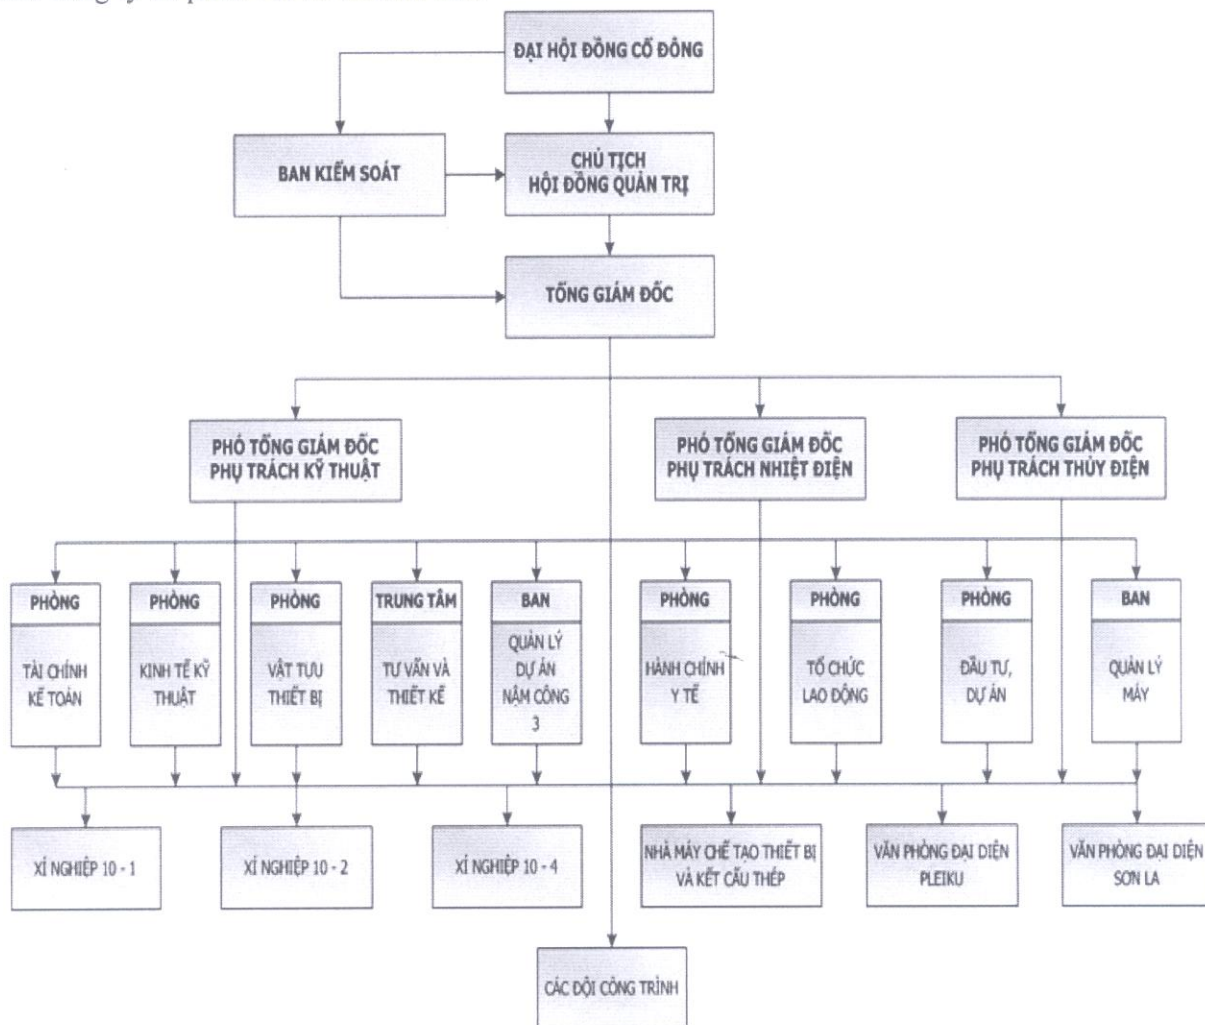 ĐẠI HỘI ĐỒNG CỔ ĐÔNG
BAN KIỂM SOÁT
CHỦ TỊCH
HỘI ĐỒNG QUẢN TRỊ
TỔNG GIÁM ĐỐC
PHÓ TỔNG GIÁM ĐỐC
PHỤ TRÁCH KỸ THUẬT
PHÓ TỔNG GIÁM ĐỐC
PHỤ TRÁCH NHIỆT ĐIỆN
PHÓ TỔNG GIÁM ĐỐC
PHỤ TRÁCH THỦY ĐIỆN
PHÒNG
TÀI CHÍNH
KẾ TOÁN
PHÒNG
KINH TẾ KỸ
THUẬT
PHÒNG
VẬT TƯU
THIẾT BỊ
TRUNG TÂM
TƯ VẤN VÀ
THIẾT KẾ
BAN
QUẢN LÝ
DỰ ÁN
NẬM CÔNG
3
PHÒNG
HÀNH CHÍNH
Y TẾ
PHÒNG
TỔ CHỨC
LAO ĐỘNG
PHÒNG
ĐẦU TƯ,
DỰ ÁN
BAN
QUẢN LÝ
MÁY
XÍ NGHIỆP 10 - 1
XÍ NGHIỆP 10 - 2
XÍ NGHIỆP 10 - 4
NHÀ MÁY CHẾ TẠO THIẾT BỊ
VÀ KẾT CẤU THÉP
VĂN PHÒNG ĐẠI DIỆN
PLEIKU
VĂN PHÒNG ĐẠI DIỆN
SƠN LA
CÁC ĐỘI CÔNG TRÌNH